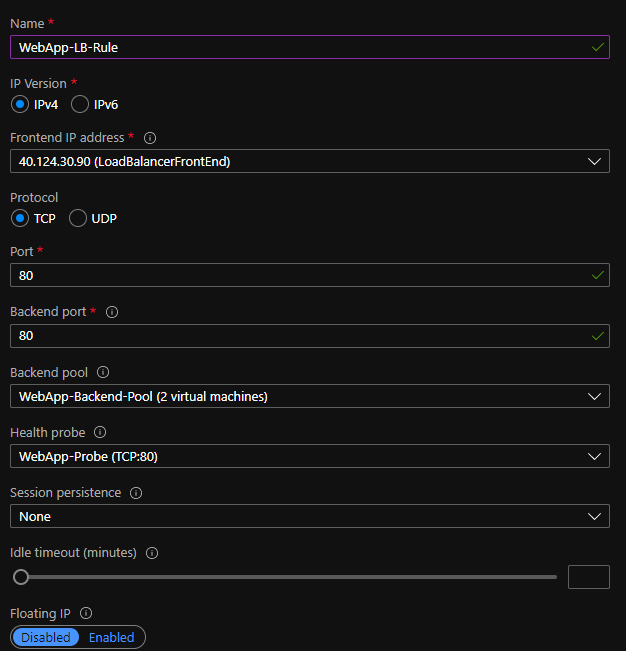 Name *
WebApp-LB-Rule
IP Version *
IPv4 IPv6
Frontend IP address *
40.124.30.90 (LoadBalancerFrontEnd)
Protocol
TCP UDP
Port *
80
Backend port *
80
Backend pool
WebApp-Backend-Pool (2 virtual machines)
Health probe
WebApp-Probe (TCP:80)
Session persistence
None
Idle timeout (minutes)
Floating IP
Disabled Enabled